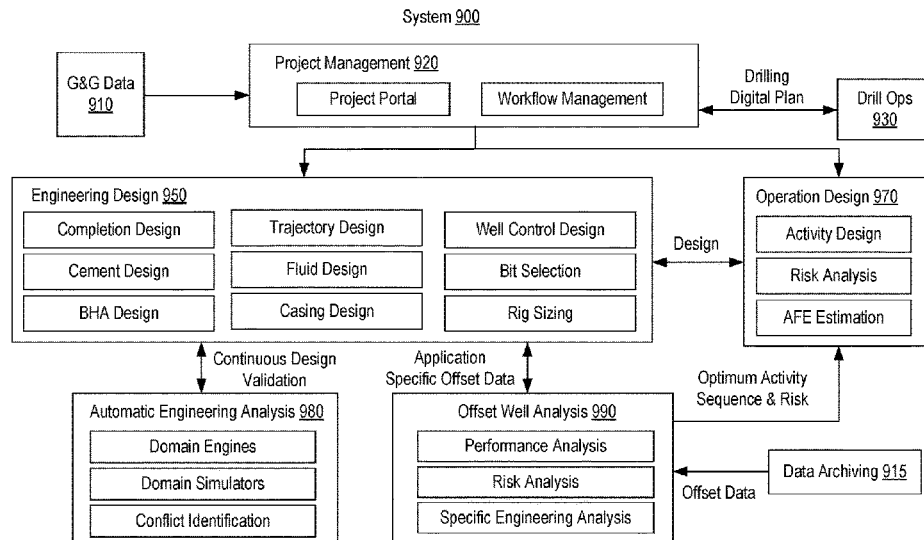 System 900
G&G Data
910
Project Management 920
Project Portal
Workflow Management
Drilling
Digital Plan
Drill Ops
930
Engineering Design 950
Completion Design
Trajectory Design
Well Control Design
Cement Design
Fluid Design
Bit Selection
BHA Design
Casing Design
Rig Sizing
Design
Operation Design 970
Activity Design
Risk Analysis
AFE Estimation
Continuous Design
Validation
Application
Specific Offset Data
Optimum Activity
Sequence & Risk
Automatic Engineering Analysis 980
Domain Engines
Domain Simulators
Conflict Identification
Offset Well Analysis 990
Performance Analysis
Risk Analysis
Specific Engineering Analysis
Offset Data
Data Archiving 915